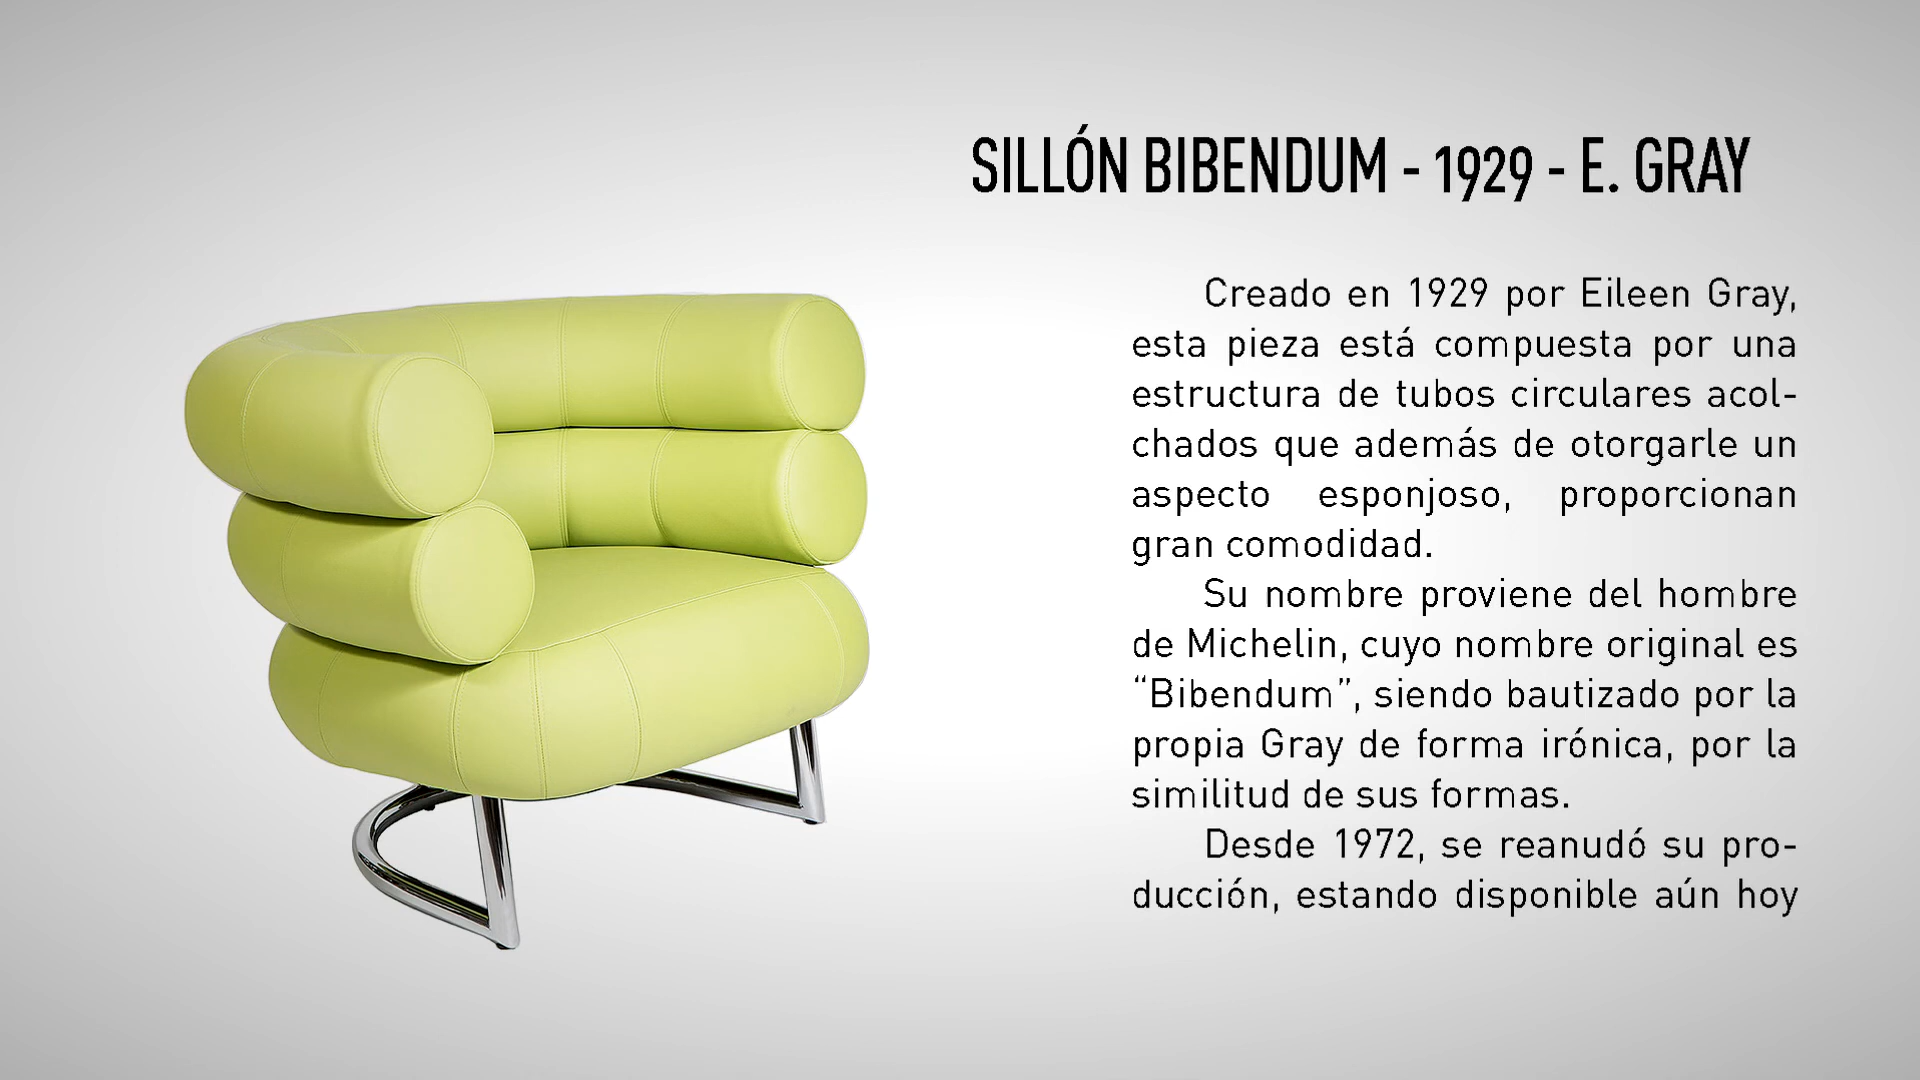 SILLÓN BIBENDUM - 1929 - E. GRAY
Creado en 1929 por Eileen Gray,
esta pieza está compuesta por una
estructura de tubos circulares acol-
chados que además de otorgarle un
aspecto esponjoso, proporcionan
gran comodidad.
Su nombre proviene del hombre
de Michelin, cuyo nombre original es
“Bibendum”, siendo bautizado por la
propia Gray de forma irónica, por la
similitud de sus formas.
Desde 1972, se reanudó su pro-
ducción, estando disponible aún hoy